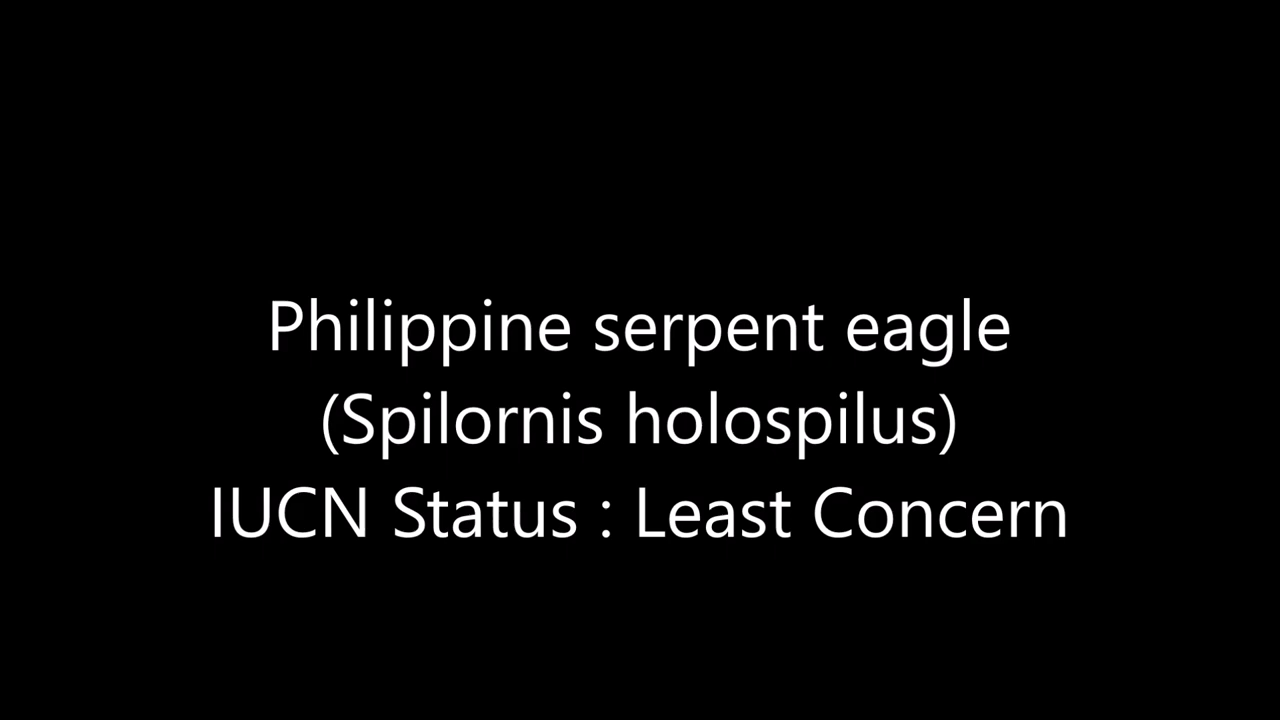 Philippine serpent eagle
(Spilornis holospilus)
IUCN Status : Least Concern